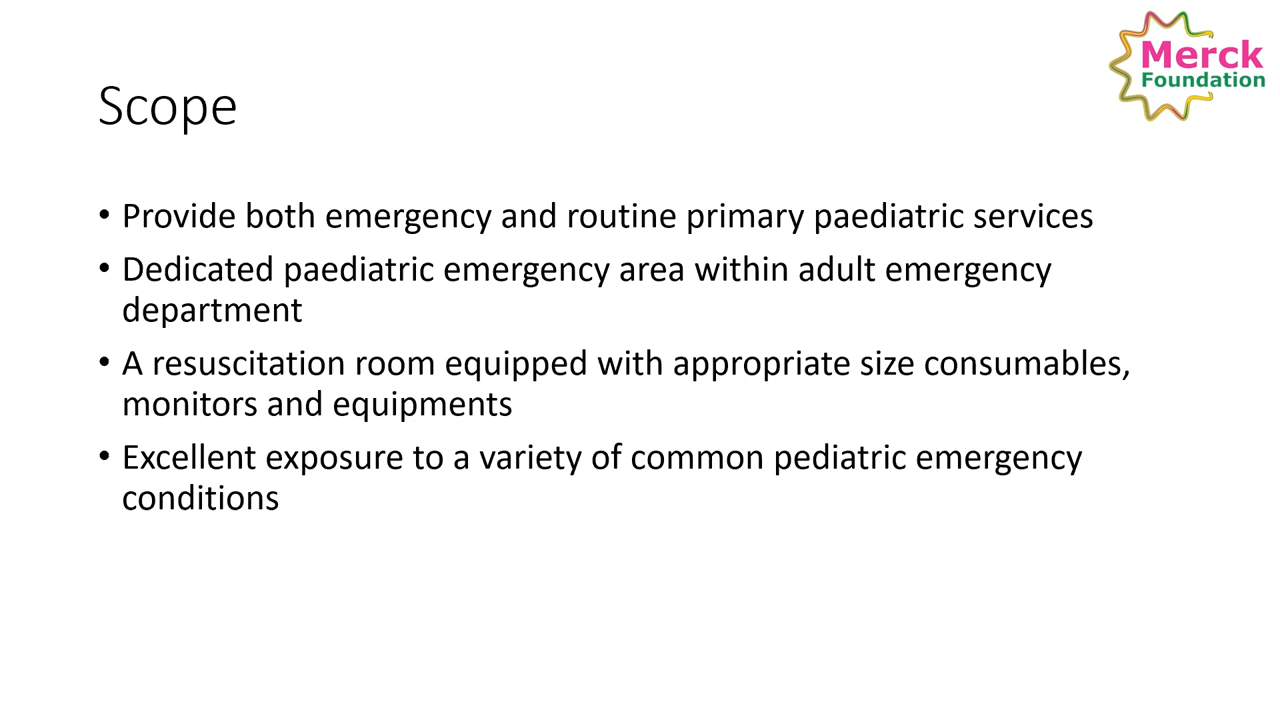 Merck
Foundation
Scope
• Provide both emergency and routine primary paediatric services
• Dedicated paediatric emergency area within adult emergency
department
• A resuscitation room equipped with appropriate size consumables,
monitors and equipments
• Excellent exposure to a variety of common pediatric emergency
conditions